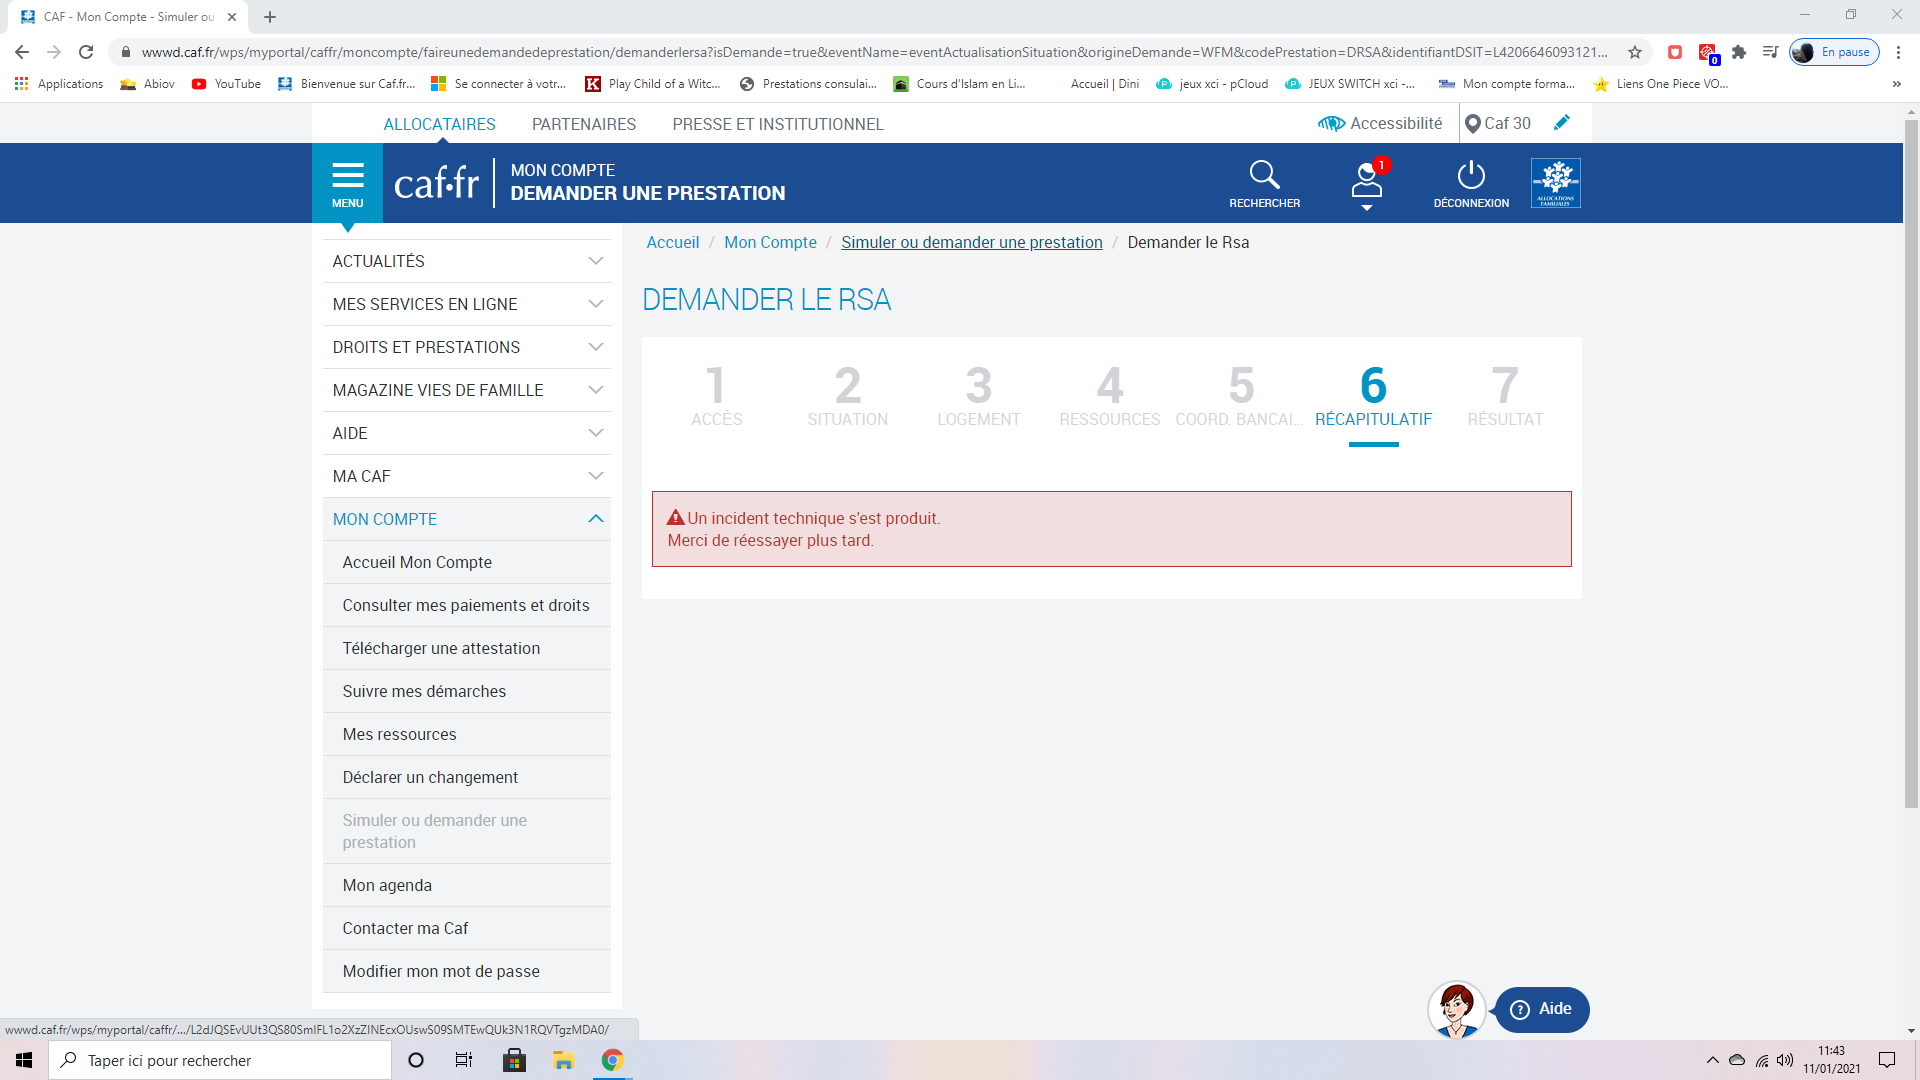 CAF - Mon Compte - Simuler ou
wwwd.caf.fr/wps/myportal/caffr/moncompte/faireunedemandedeprestation/demanderlersa?isDemande=true&eventName=eventActualisationSituation&origineDemande=WFM&codePrestation=DRSA&identifiantDSIT=L4206646093121...
0
En pause
Applications
Abiov
YouTube
Bienvenue sur Caf.fr...
Se connecter à votr...
Play Child of a Witc...
Prestations consulai...
Cours d'Islam en Li...
Accueil | Dini
jeux xci - pCloud
JEUX SWITCH xci -...
Mon compte forma...
Liens One Piece VO...
»
ALLOCATAIRES
PARTENAIRES
PRESSE ET INSTITUTIONNEL
Accessibilité
Caf 30
MENU
caf.fr
MON COMPTE
DEMANDER UNE PRESTATION
RECHERCHER
1
DÉCONNEXION
ALLOCATIONS
FAMILIALES
Accueil / Mon Compte / Simuler ou demander une prestation / Demander le Rsa
ACTUALITÉS
MES SERVICES EN LIGNE
DROITS ET PRESTATIONS
MAGAZINE VIES DE FAMILLE
AIDE
MA CAF
MON COMPTE
Accueil Mon Compte
Consulter mes paiements et droits
Télécharger une attestation
Suivre mes démarches
Mes ressources
Déclarer un changement
Simuler ou demander une
prestation
Mon agenda
Contacter ma Caf
Modifier mon mot de passe
DEMANDER LE RSA
1
ACCÈS
2
SITUATION
3
LOGEMENT
4
RESSOURCES
5
COORD. BANCAI...
6
RÉCAPITULATIF
7
RÉSULTAT
Un incident technique s'est produit.
Merci de réessayer plus tard.
? Aide
wwwd.caf.fr/wps/myportal/caffr/.../L2dJQSEvUUt3QS80SmlFL1o2XzZINEcxOUswS09SMTEwQUk3N1RQVTgzMDA0/
Taper ici pour rechercher
11:43
11/01/2021